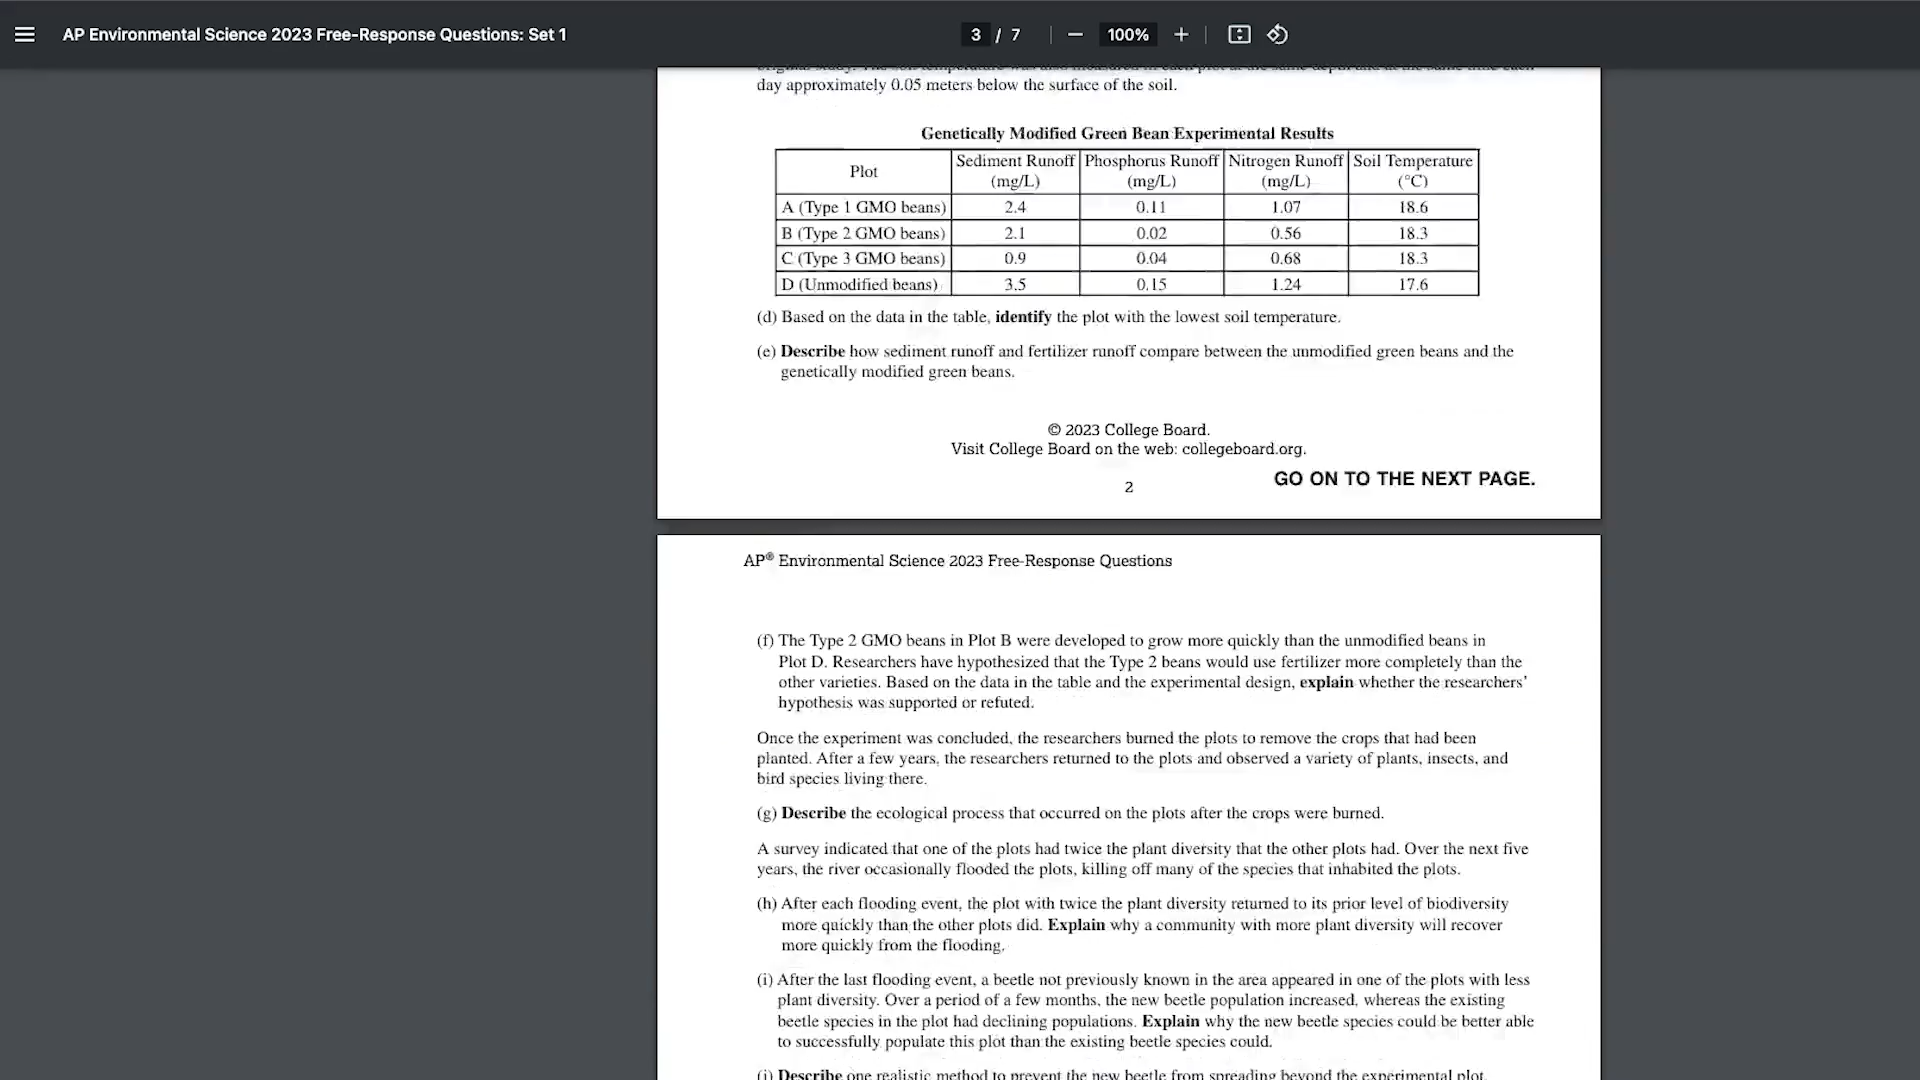 AP Environmental Science 2023 Free-Response Questions: Set 1
3 / 7
100%
day approximately 0.05 meters below the surface of the soil.
Genetically Modified Green Bean Experimental Results
Plot Sediment Runoff (mg/L) Phosphorus Runoff (mg/L) Nitrogen Runoff (mg/L) Soil Temperature (°C)
A (Type 1 GMO beans) 2.4 0.11 1.07 18.6
B (Type 2 GMO beans) 2.1 0.02 0.56 18.3
C (Type 3 GMO beans) 0.9 0.04 0.68 18.3
D (Unmodified beans) 3.5 0.15 1.24 17.6
(d) Based on the data in the table, identify the plot with the lowest soil temperature.
(e) Describe how sediment runoff and fertilizer runoff compare between the unmodified green beans and the
genetically modified green beans.
© 2023 College Board.
Visit College Board on the web: collegeboard.org.
GO ON TO THE NEXT PAGE.
2
AP® Environmental Science 2023 Free-Response Questions
(f) The Type 2 GMO beans in Plot B were developed to grow more quickly than the unmodified beans in
Plot D. Researchers have hypothesized that the Type 2 beans would use fertilizer more completely than the
other varieties. Based on the data in the table and the experimental design, explain whether the researchers'
hypothesis was supported or refuted.
Once the experiment was concluded, the researchers burned the plots to remove the crops that had been
planted. After a few years, the researchers returned to the plots and observed a variety of plants, insects, and
bird species living there.
(g) Describe the ecological process that occurred on the plots after the crops were burned.
A survey indicated that one of the plots had twice the plant diversity that the other plots had. Over the next five
years, the river occasionally flooded the plots, killing off many of the species that inhabited the plots.
(h) After each flooding event, the plot with twice the plant diversity returned to its prior level of biodiversity
more quickly than the other plots did. Explain why a community with more plant diversity will recover
more quickly from the flooding.
(i) After the last flooding event, a beetle not previously known in the area appeared in one of the plots with less
plant diversity. Over a period of a few months, the new beetle population increased, whereas the existing
beetle species in the plot had declining populations. Explain why the new beetle species could be better able
to successfully populate this plot than the existing beetle species could.
(j) Describe one realistic method to prevent the new beetle from spreading beyond the experimental plot.